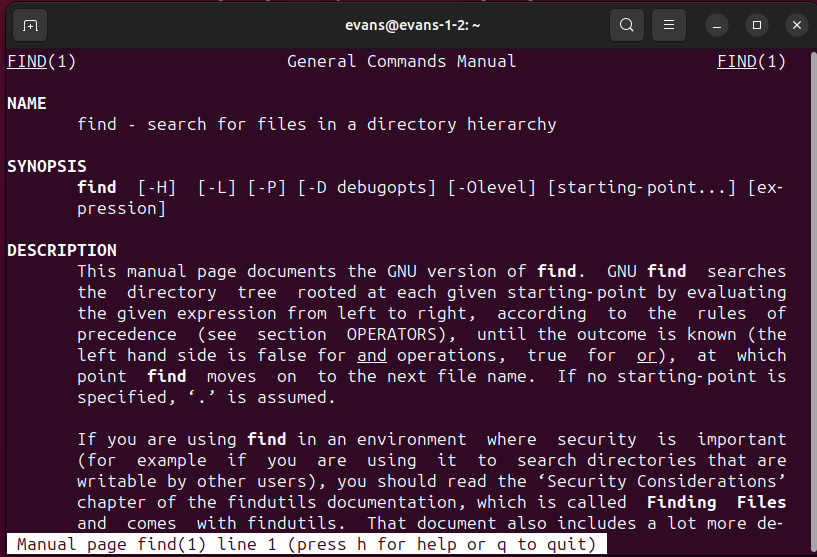 evans@evans-1-2: ~
FIND(1) General Commands Manual FIND(1)
NAME
find - search for files in a directory hierarchy
SYNOPSIS
find [-H] [-L] [-P] [-D debugopts] [-Olevel] [starting-point...] [ex-
pression]
DESCRIPTION
This manual page documents the GNU version of find. GNU find searches
the directory tree rooted at each given starting-point by evaluating
the given expression from left to right, according to the rules of
precedence (see section OPERATORS), until the outcome is known (the
left hand side is false for and operations, true for or), at which
point find moves on to the next file name. If no starting-point is
specified, ‘.’ is assumed.
If you are using find in an environment where security is important
(for example if you are using it to search directories that are
writable by other users), you should read the ‘Security Considerations’
chapter of the findutils documentation, which is called Finding Files
and comes with findutils. That document also includes a lot more de-
Manual page find(1) line 1 (press h for help or q to quit)